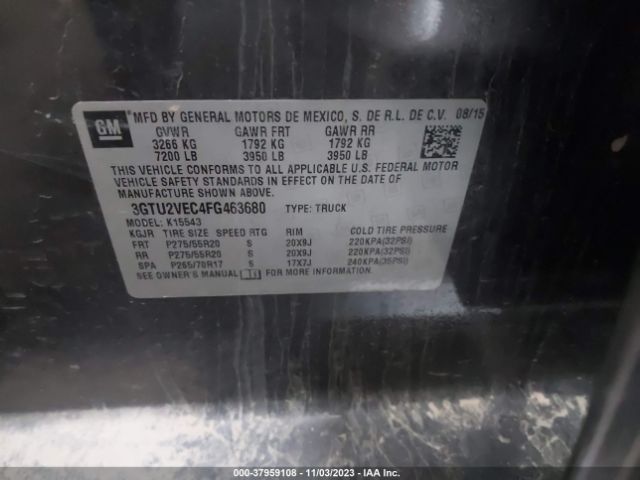 GM
MFD BY GENERAL MOTORS DE MEXICO, S. DE R.L. DE C.V. 08/15
GVWR GAWR FRT GAWR RR
3266 KG 1792 KG 1792 KG
7200 LB 3950 LB 3950 LB
THIS VEHICLE CONFORMS TO ALL APPLICABLE U.S. FEDERAL MOTOR
VEHICLE SAFETY STANDARDS IN EFFECT ON THE DATE OF
MANUFACTURE SHOWN ABOVE.
3GTU2VEC4FG463680 TYPE: TRUCK
MODEL: K15543
KGJR TIRE SIZE SPEED RTG RIM COLD TIRE PRESSURE
FRT P275/55R20 S 20X9J 220KPA(32PSI)
RR P275/55R20 S 20X9J 220KPA(32PSI)
SPA P265/70R17 S 17X7J 240KPA(35PSI)
SEE OWNER'S MANUAL
000-37959108 - 11/03/2023 - IAA Inc.